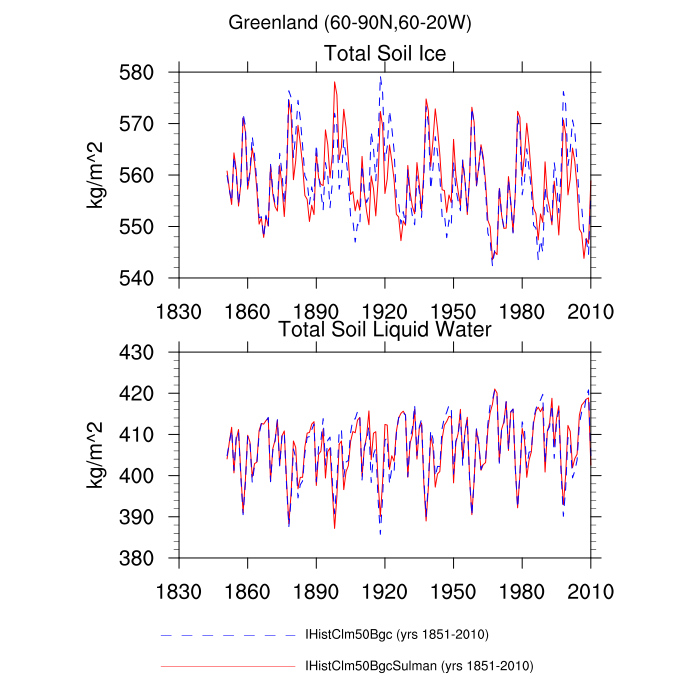 Greenland (60-90N,60-20W)
Total Soil Ice
580
570
560
550
540
kg/m^2
1830 1860 1890 1920 1950 1980 2010
Total Soil Liquid Water
430
420
410
400
390
380
kg/m^2
1830 1860 1890 1920 1950 1980 2010
IHistClm50Bgc (yrs 1851-2010)
IHistClm50BgcSulman (yrs 1851-2010)